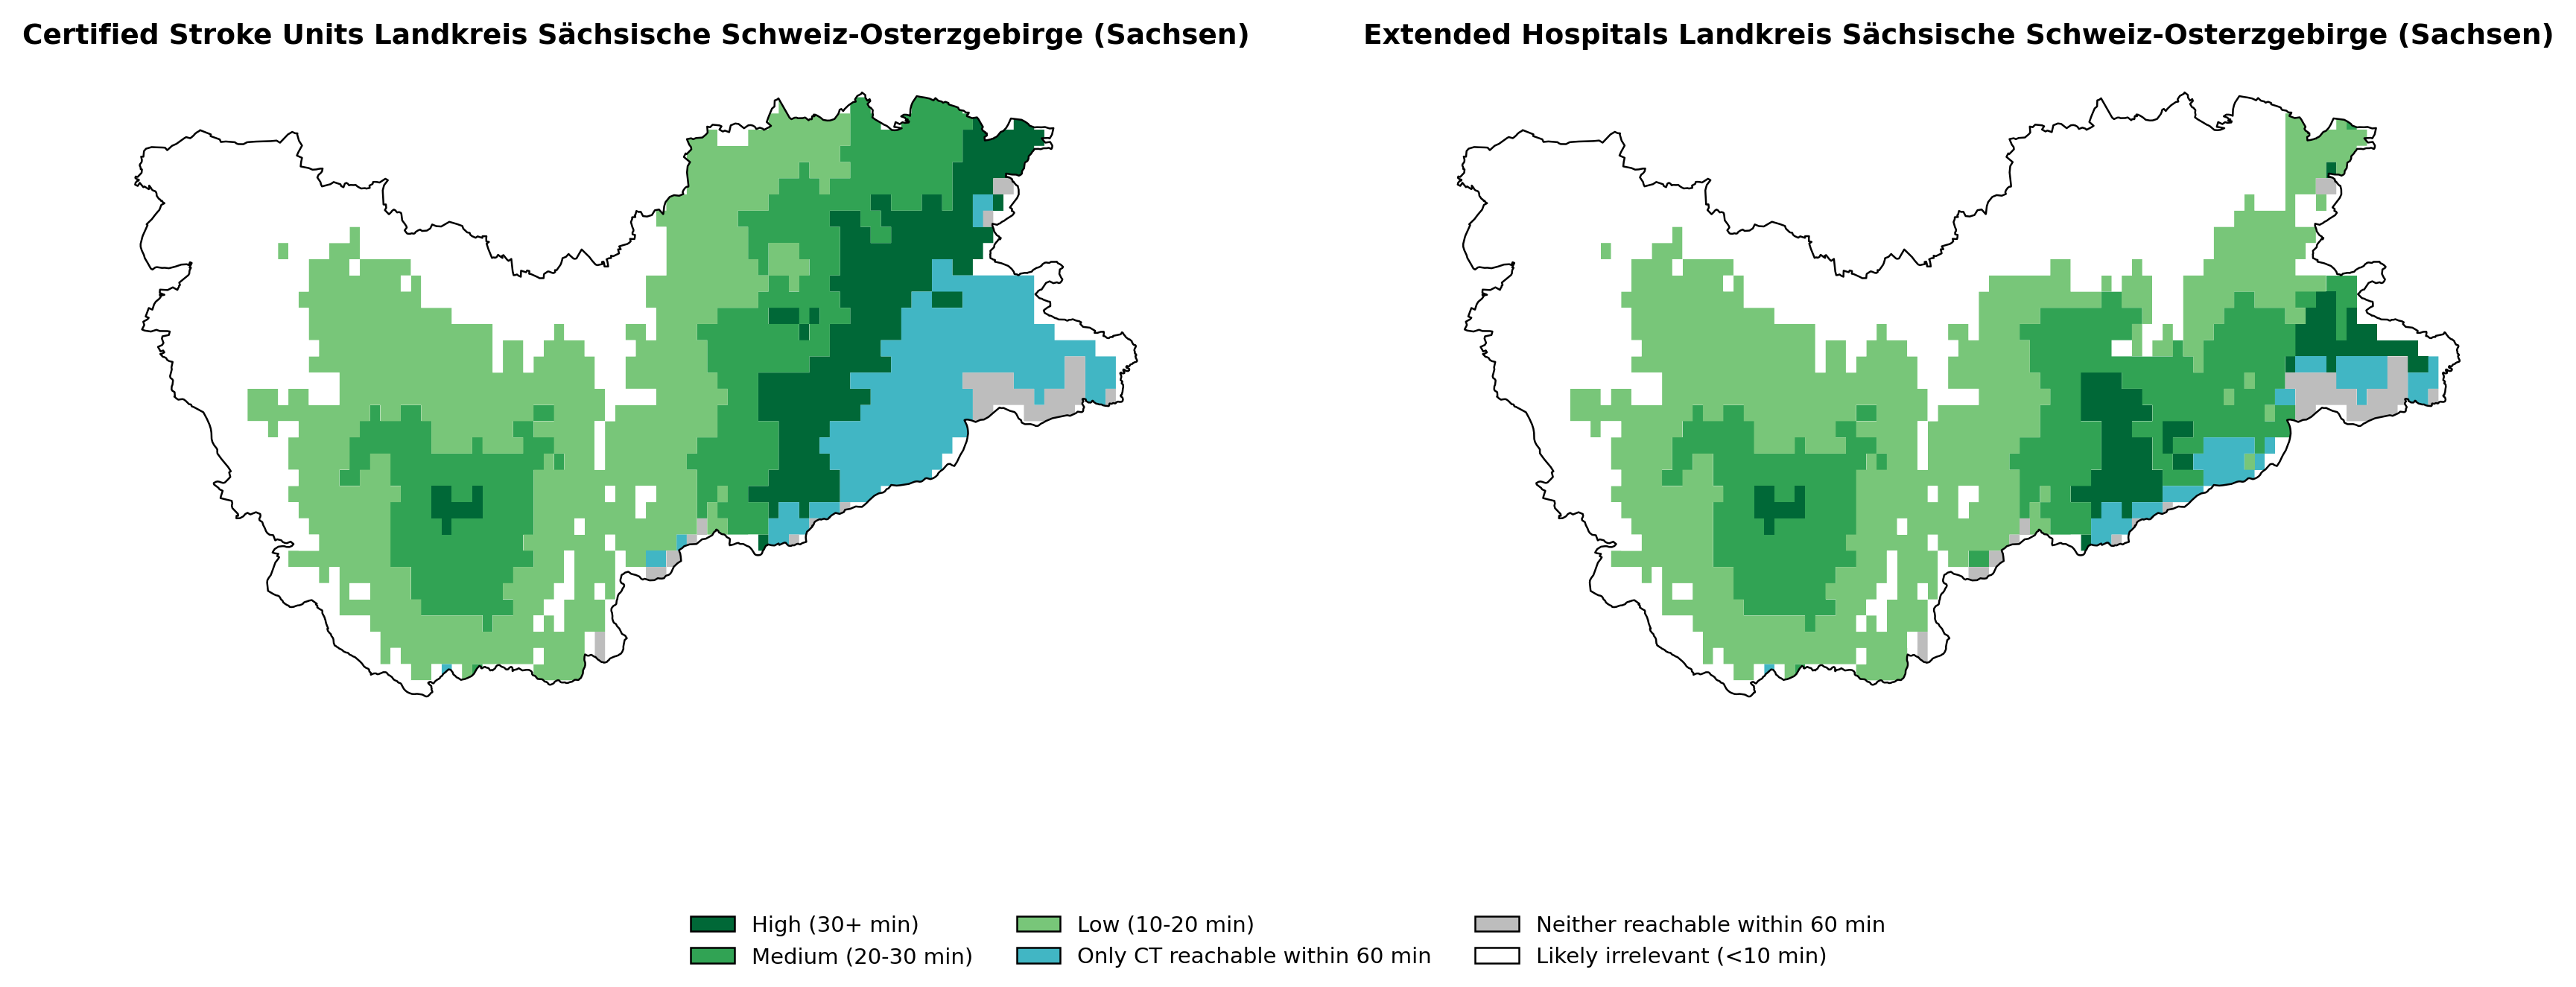 Certified Stroke Units Landkreis Sächsische Schweiz-Osterzgebirge (Sachsen)
Extended Hospitals Landkreis Sächsische Schweiz-Osterzgebirge (Sachsen)
High (30+ min)
Medium (20-30 min)
Low (10-20 min)
Only CT reachable within 60 min
Neither reachable within 60 min
Likely irrelevant (<10 min)